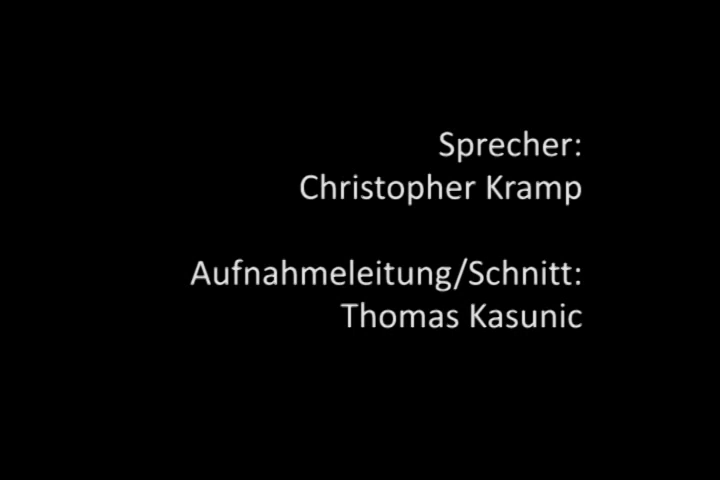 Sprecher:
Christopher Kramp
Aufnahmeleitung/Schnitt:
Thomas Kasunic